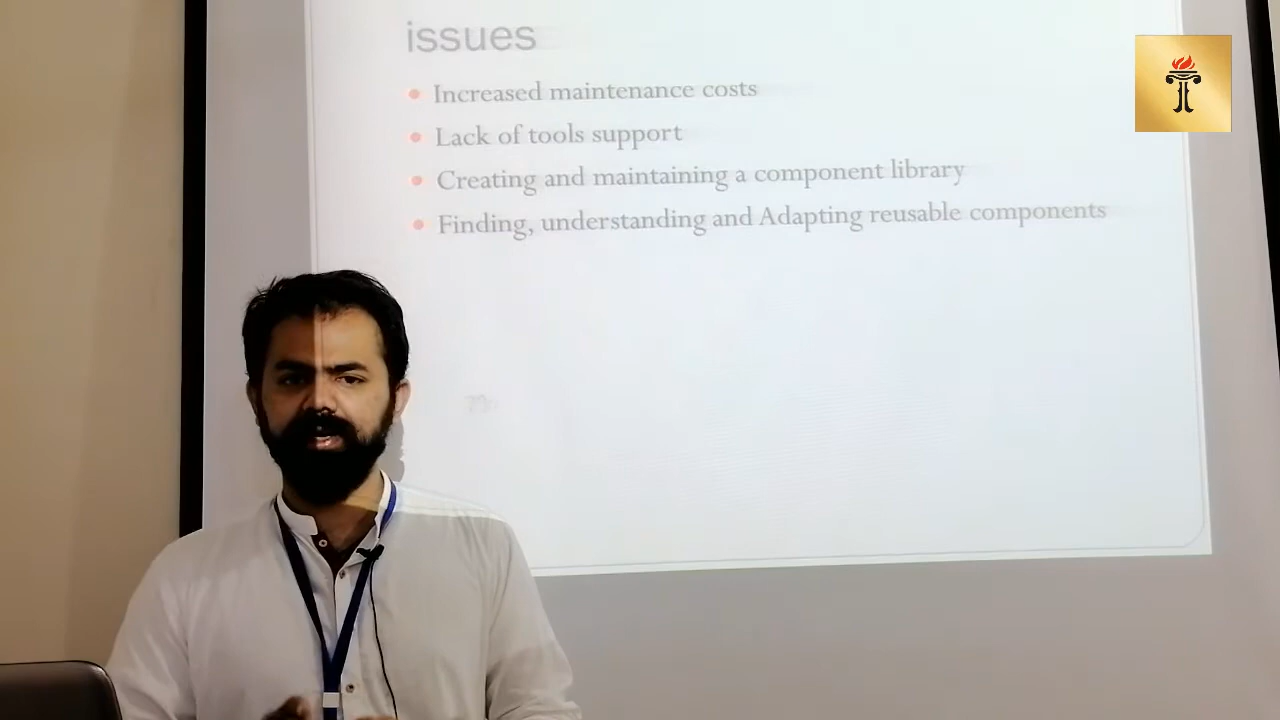 issues
Increased maintenance costs
Lack of tools support
Creating and maintaining a component library
Finding, understanding and Adapting reusable components